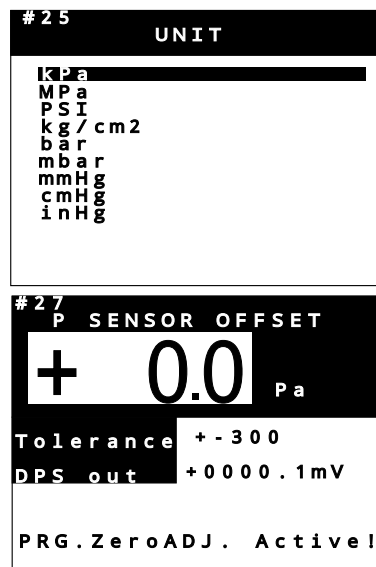 #25
UNIT
kPa
MPa
PSI
kg/cm2
bar
mbar
mmHg
cmHg
inHg
#27
P SENSOR OFFSET
+ 0.0 Pa
Tolerance +-300
DPS out +0000.1mV
PRG.ZeroADJ. Active!